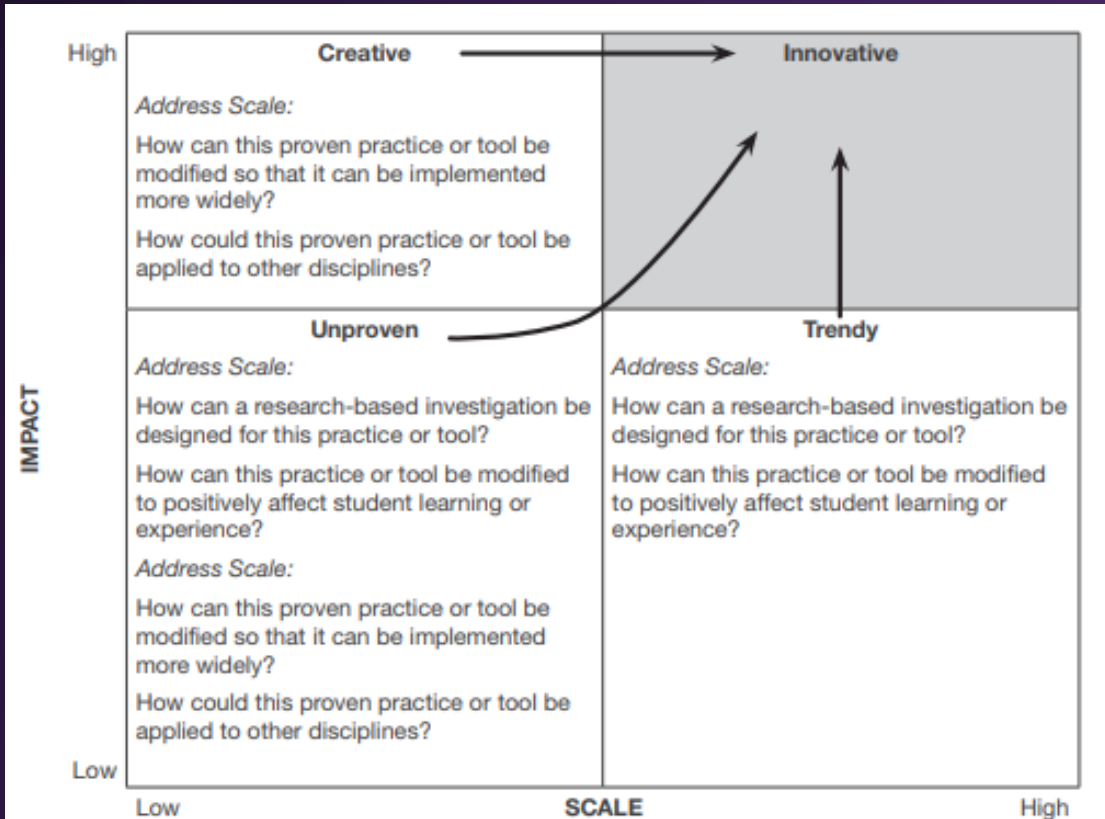 High
Creative
Innovative
Address Scale:
How can this proven practice or tool be
modified so that it can be implemented
more widely?
How could this proven practice or tool be
applied to other disciplines?
Unproven
Address Scale:
How can a research-based investigation be
designed for this practice or tool?
How can this practice or tool be modified
to positively affect student learning or
experience?
Address Scale:
How can this proven practice or tool be
modified so that it can be implemented
more widely?
How could this proven practice or tool be
applied to other disciplines?
Trendy
Address Scale:
How can a research-based investigation be
designed for this practice or tool?
How can this practice or tool be modified
to positively affect student learning or
experience?
IMPACT
Low
Low
SCALE
High